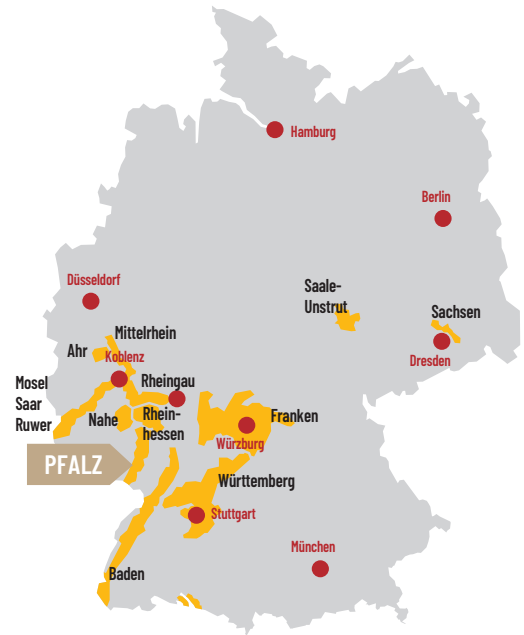 Hamburg
Berlin
Düsseldorf
Saale-
Unstrut
Sachsen
Mittelrhein
Ahr
Koblenz
Dresden
Mosel
Saar
Ruwer
Rheingau
Nahe
Rhein-
hessen
Franken
Würzburg
PFALZ
Württemberg
Stuttgart
München
Baden